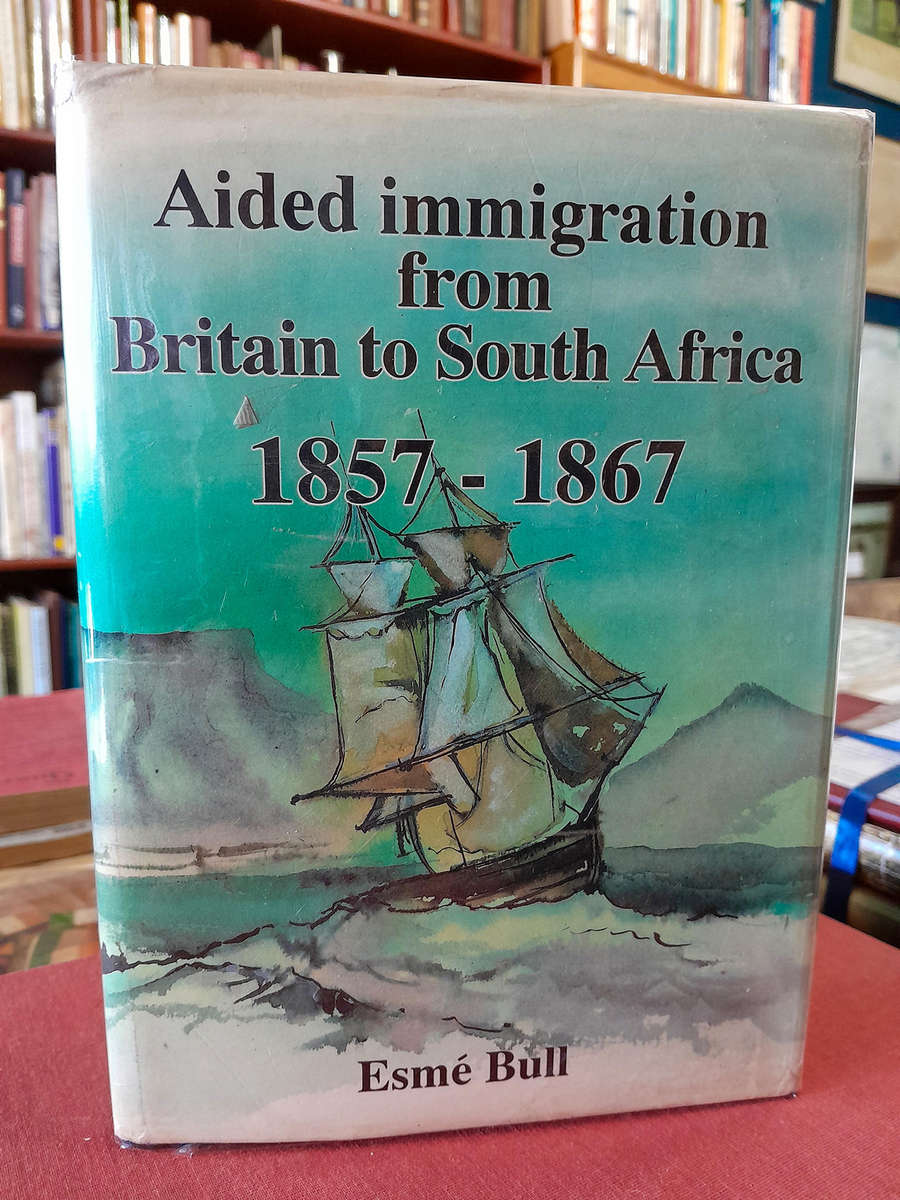 Aided immigration
from
Britain to South Africa
1857 - 1867
Esmé Bull